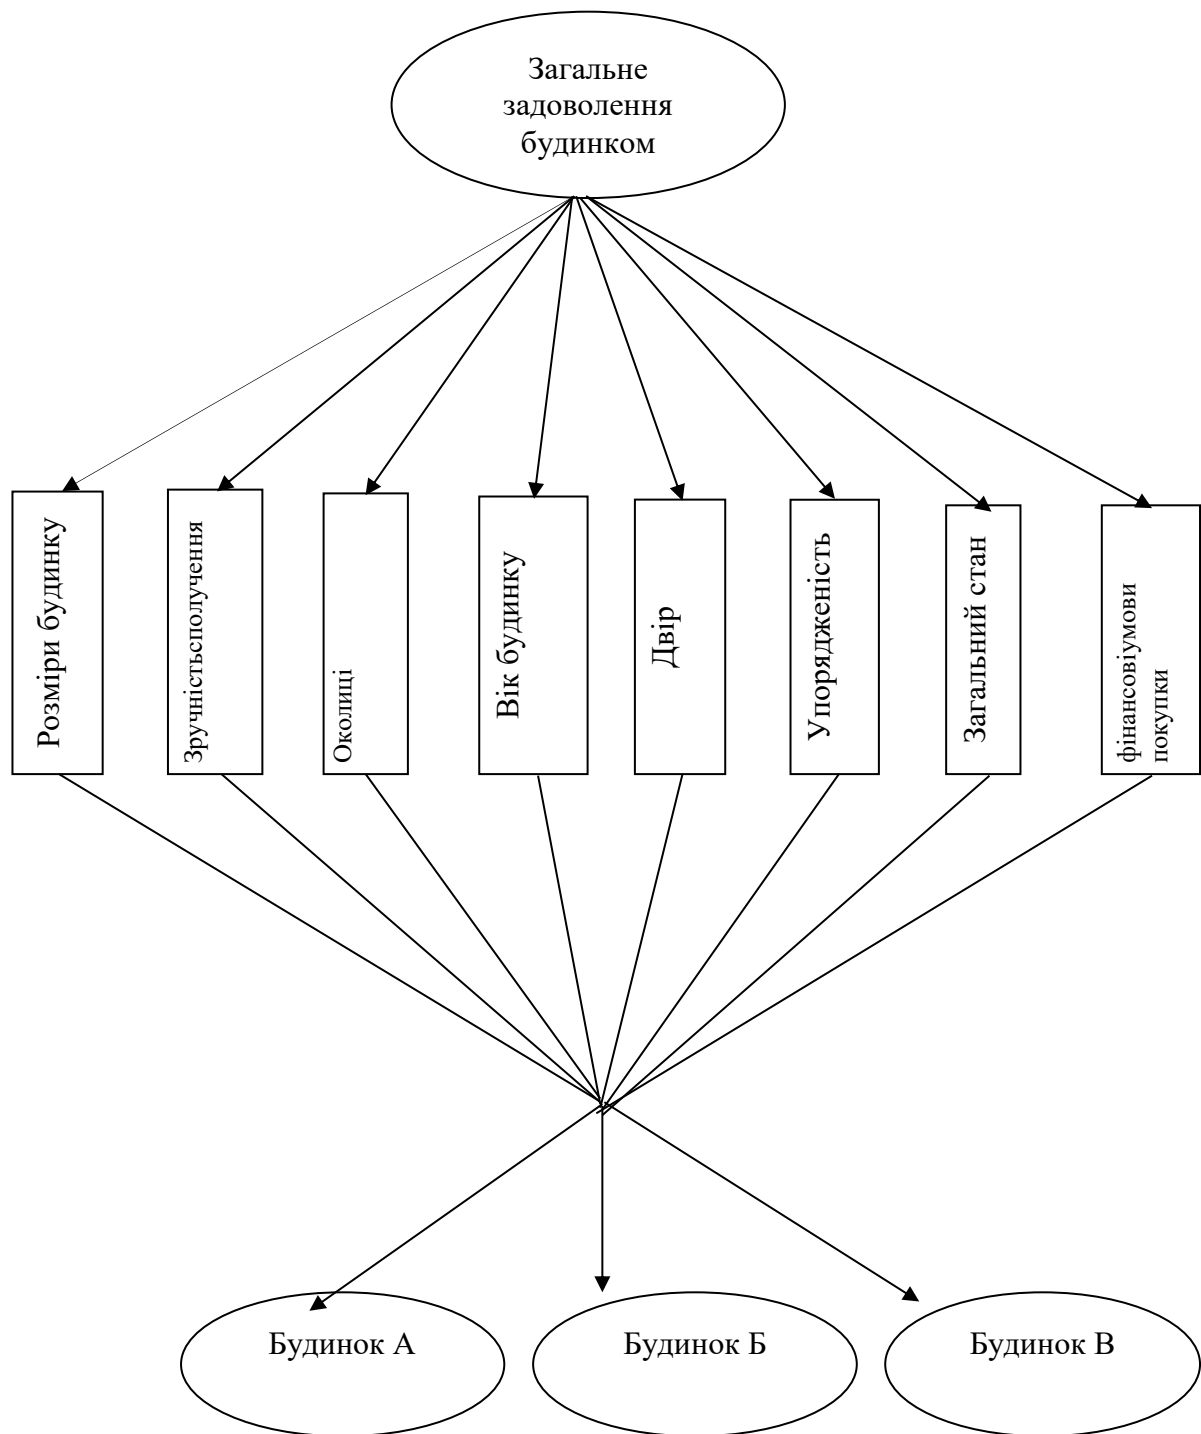 Загальне
задоволення
будинком
Розміри будинку
Зручністьсполучення
Околиці
Вік будинку
Двір
Упорядженість
Загальний стан
фінансовіумови
покупки
Будинок А
Будинок Б
Будинок В